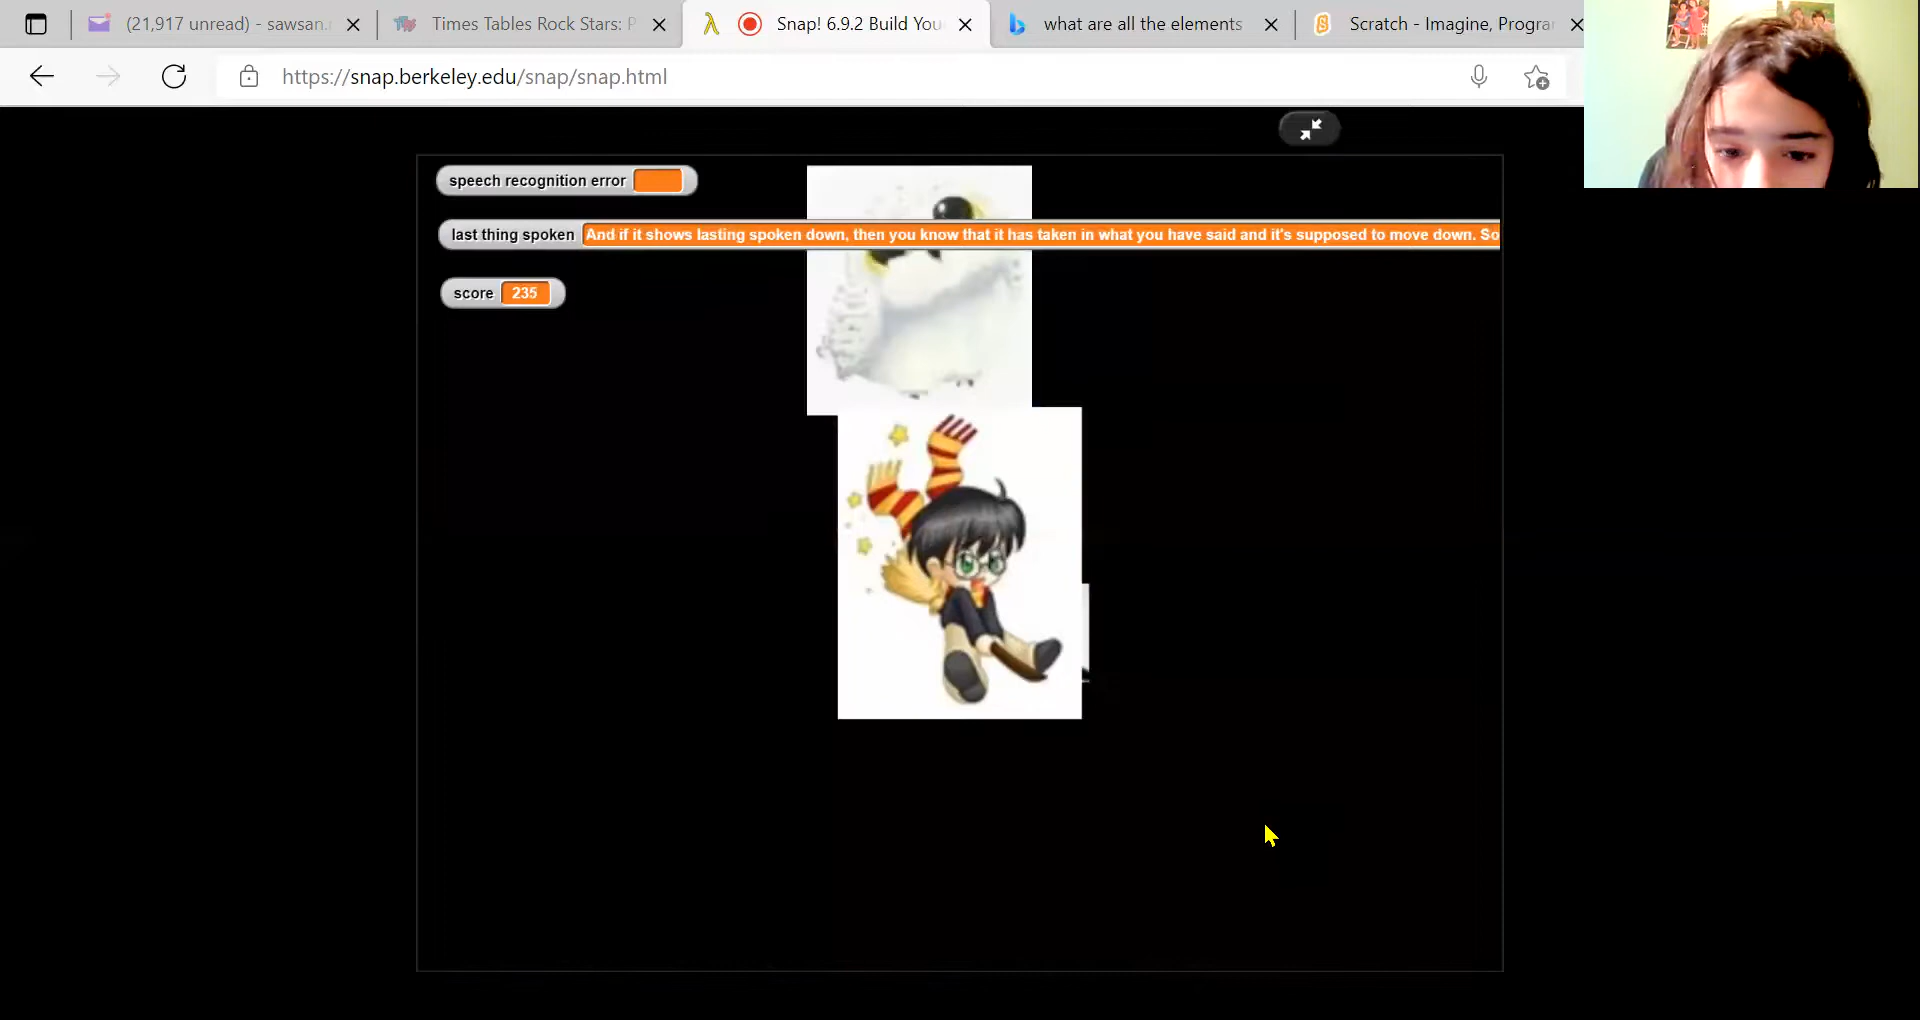 (21,917 unread) - sawsan.
Times Tables Rock Stars: P
Snap! 6.9.2 Build You
what are all the elements
Scratch - Imagine, Progra
https://snap.berkeley.edu/snap/snap.html
speech recognition error
last thing spoken And if it shows lasting spoken down, then you know that it has taken in what you have said and it's supposed to move down. So
score 235